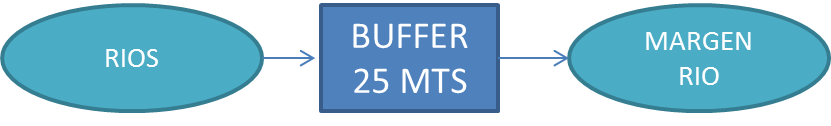 RIOS
BUFFER
25 MTS
MARGEN
RIO